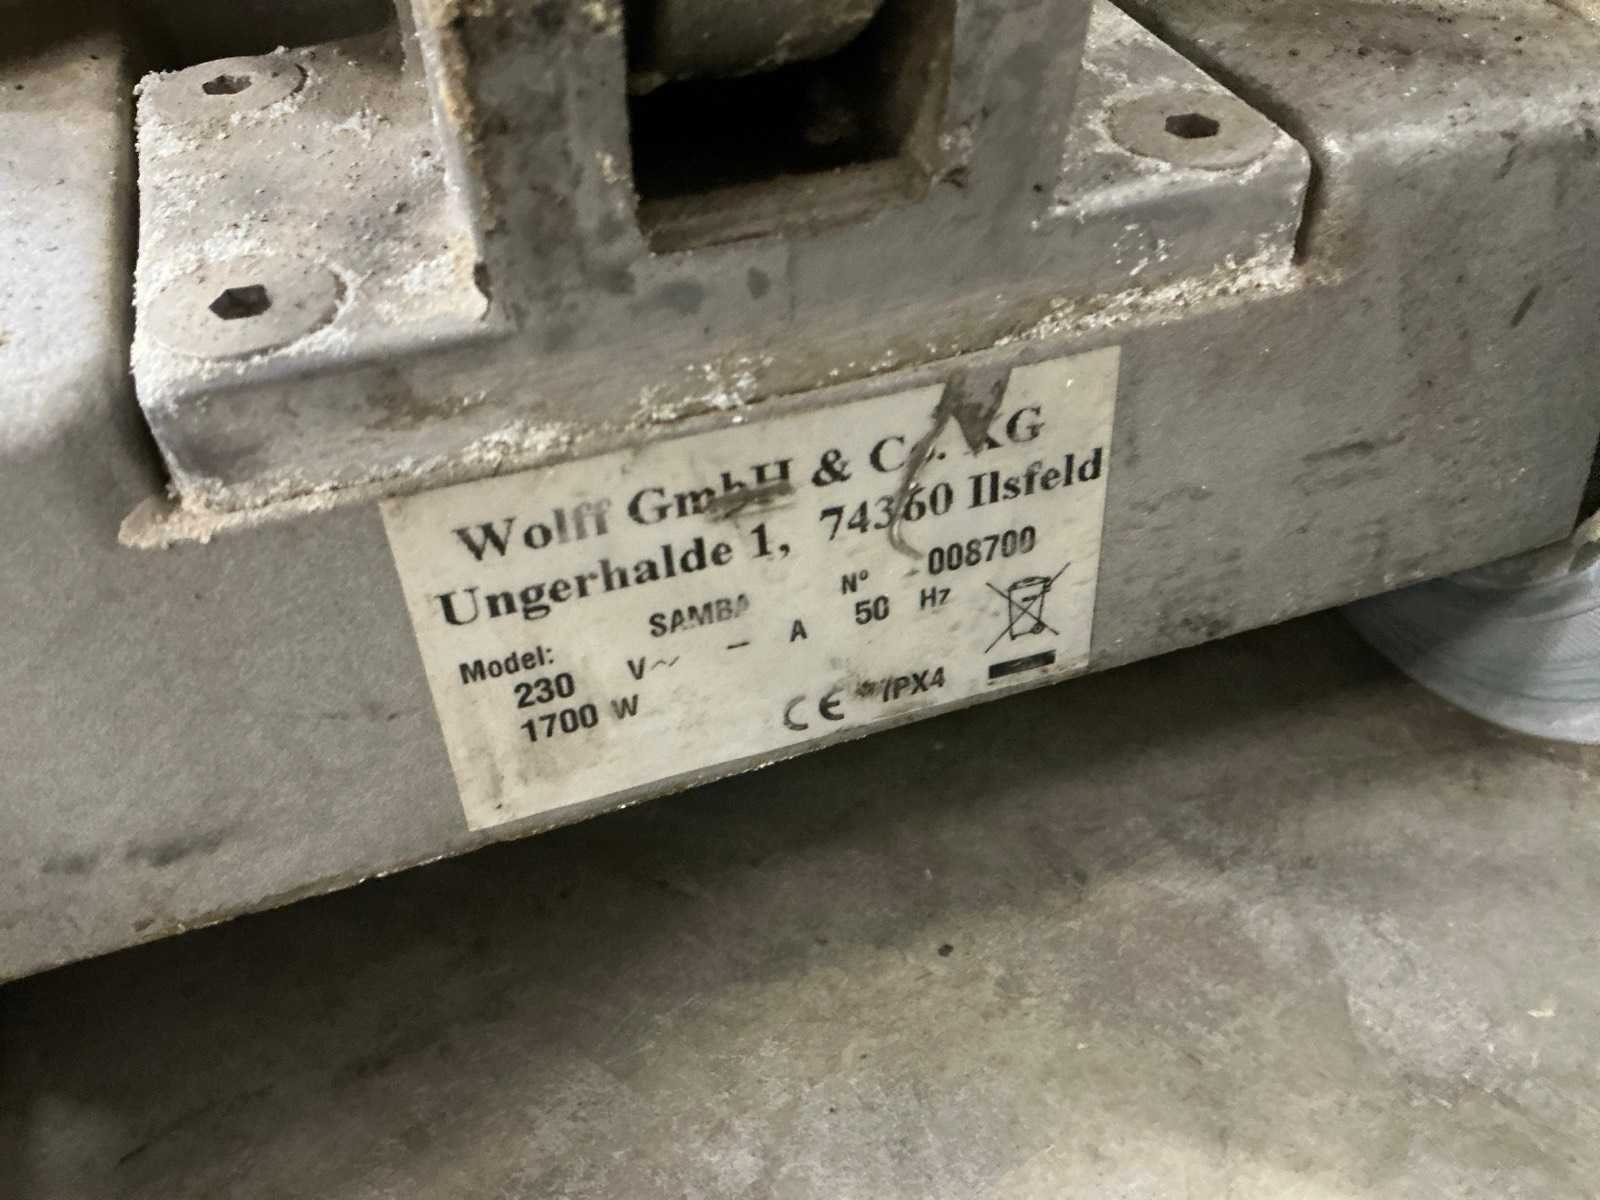 Wolff GmbH & Co. KG
Ungerhalde 1, 74360 Ilsfeld
Model: SAMBA N° 008700
230 V~ – A 50 Hz
1700 W CE IPX4